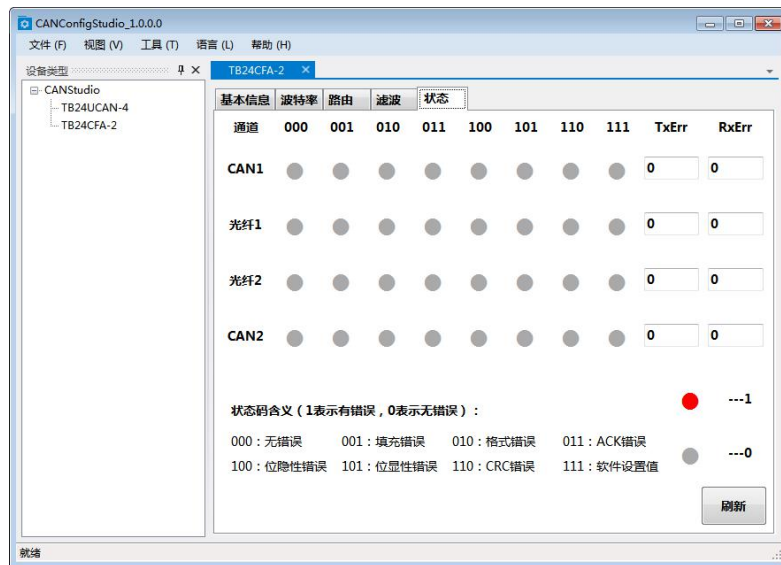 CANConfigStudio_1.0.0.0
文件 (F) 视图 (V) 工具 (T) 语言 (L) 帮助 (H)
设备类型
TB24CFA-2
CANStudio
TB24UCAN-4
TB24CFA-2
基本信息 波特率 路由 滤波 状态
通道 000 001 010 011 100 101 110 111 TxErr RxErr
CAN1 0 0
光纤1 0 0
光纤2 0 0
CAN2 0 0
状态码含义（1表示有错误，0表示无错误）：
---1
000：无错误 001：填充错误 010：格式错误 011：ACK错误
100：位隐性错误 101：位显性错误 110：CRC错误 111：软件设置值
---0
刷新
就绪